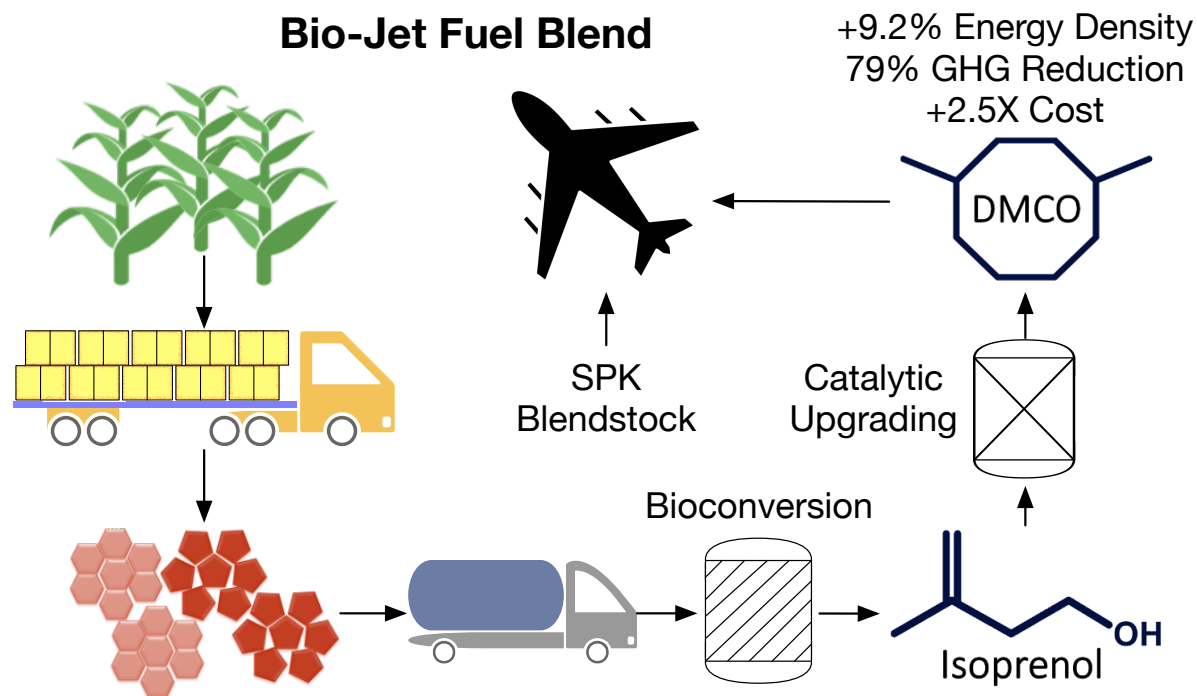 Bio-Jet Fuel Blend
+9.2% Energy Density
79% GHG Reduction
+2.5X Cost
DMCO
SPK
Blendstock
Catalytic
Upgrading
Bioconversion
OH
Isoprenol